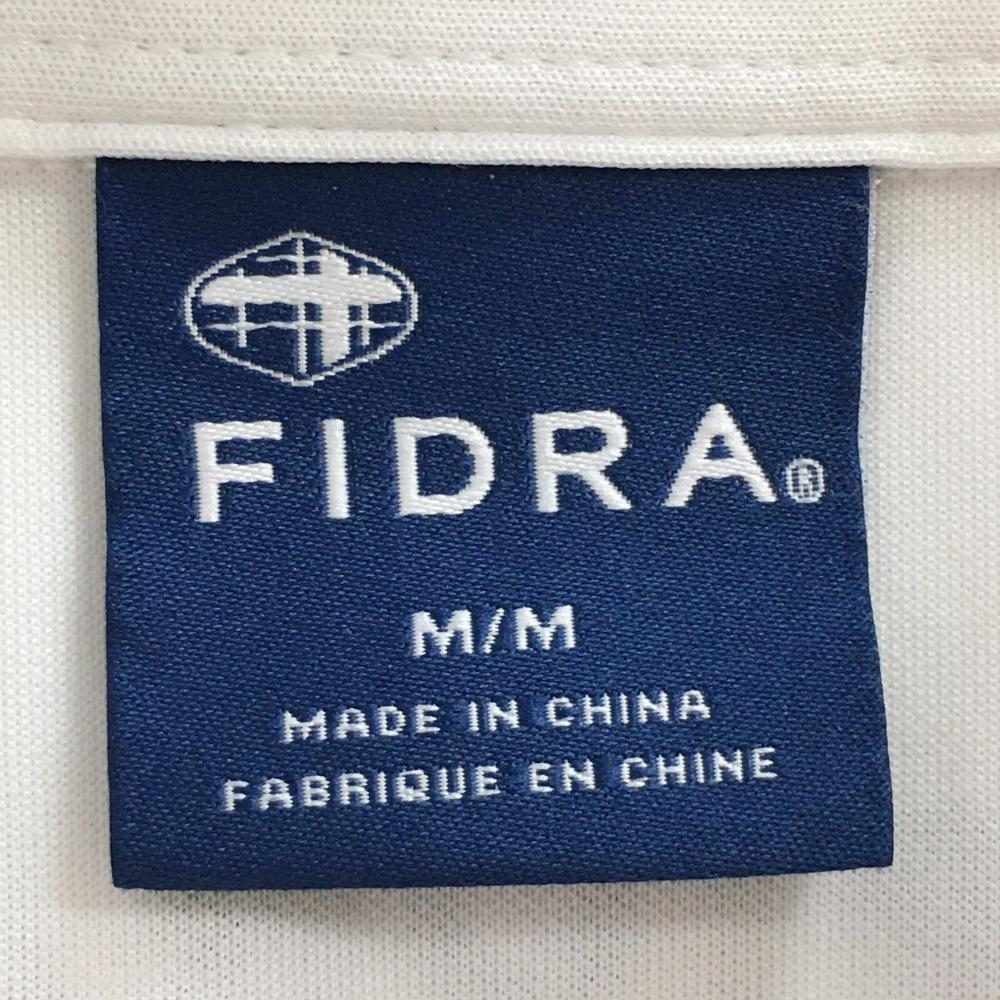 FIDRA®
M/M
MADE IN CHINA
FABRIQUE EN CHINE